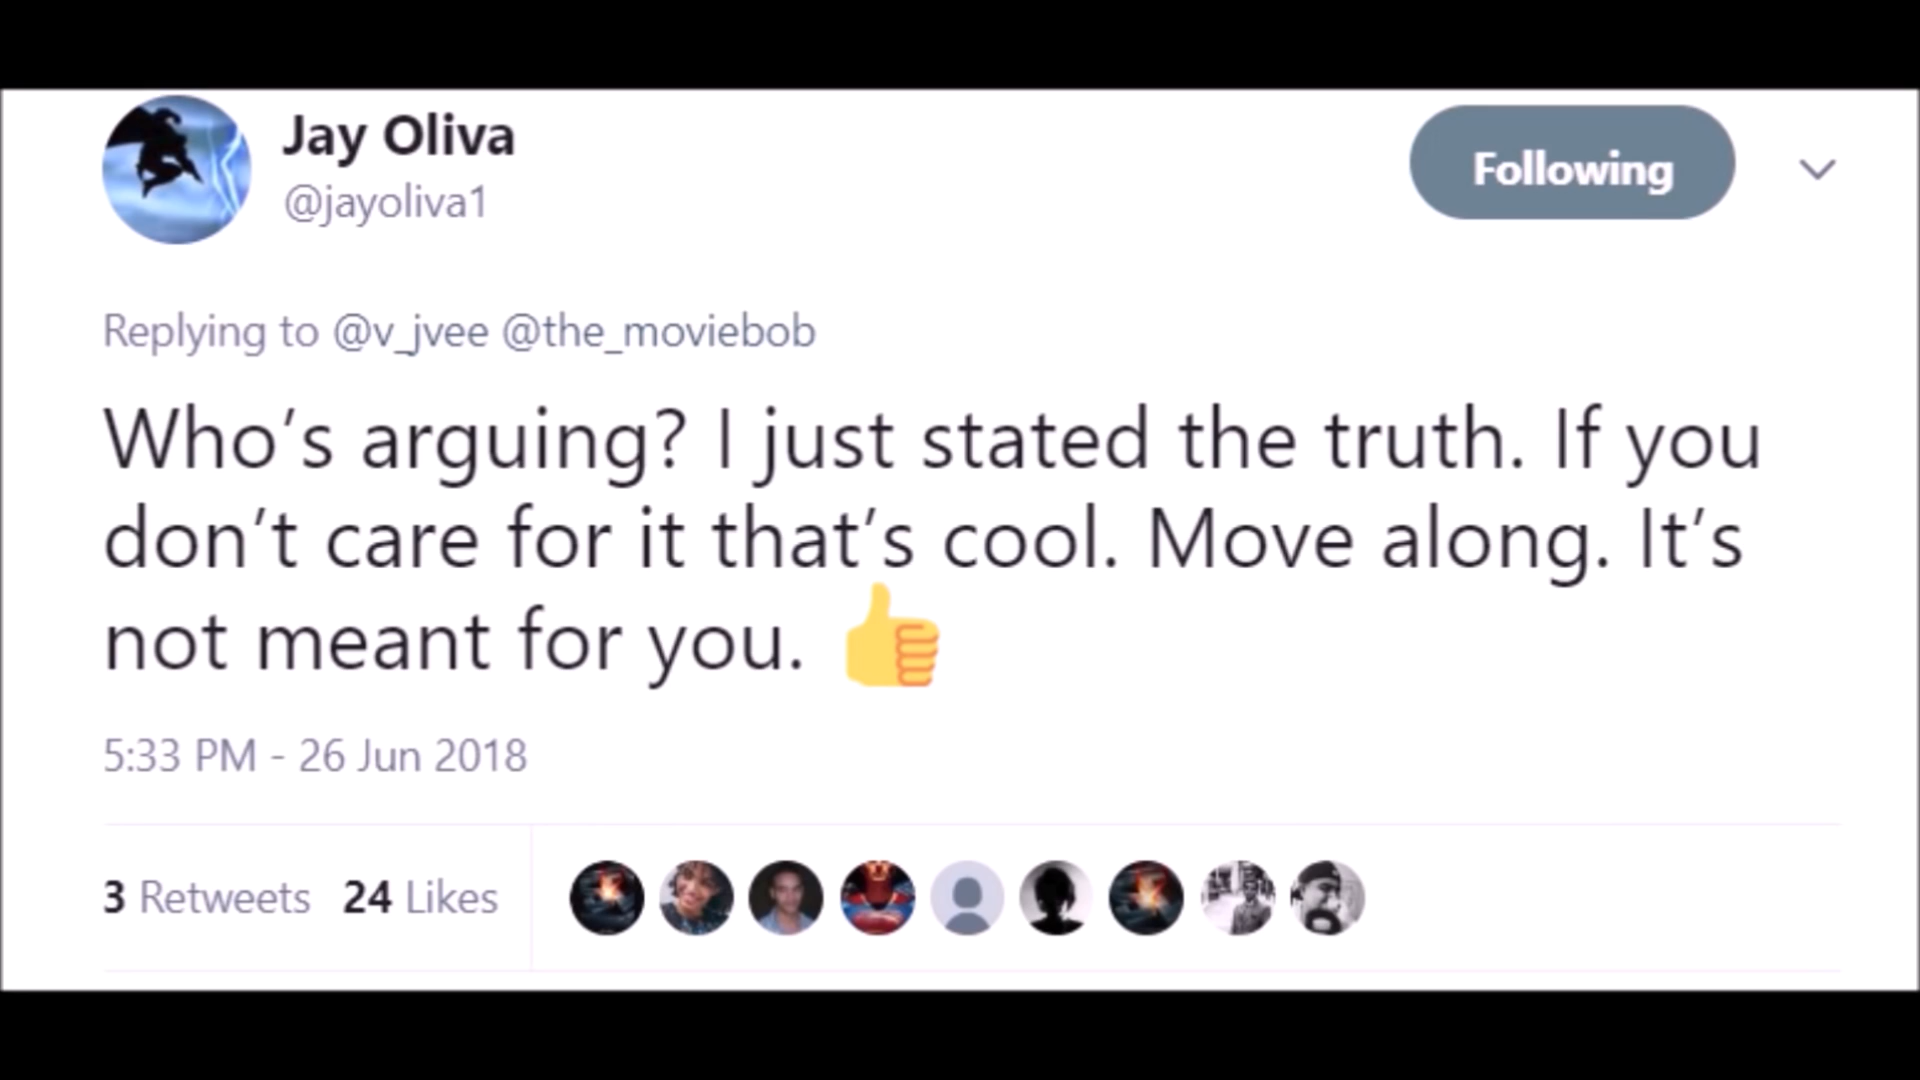 Jay Oliva
@jayoliva1
Following
Replying to @v_jvee @the_moviebob
Who’s arguing? I just stated the truth. If you
don’t care for it that’s cool. Move along. It’s
not meant for you. 👍
5:33 PM - 26 Jun 2018
3 Retweets 24 Likes